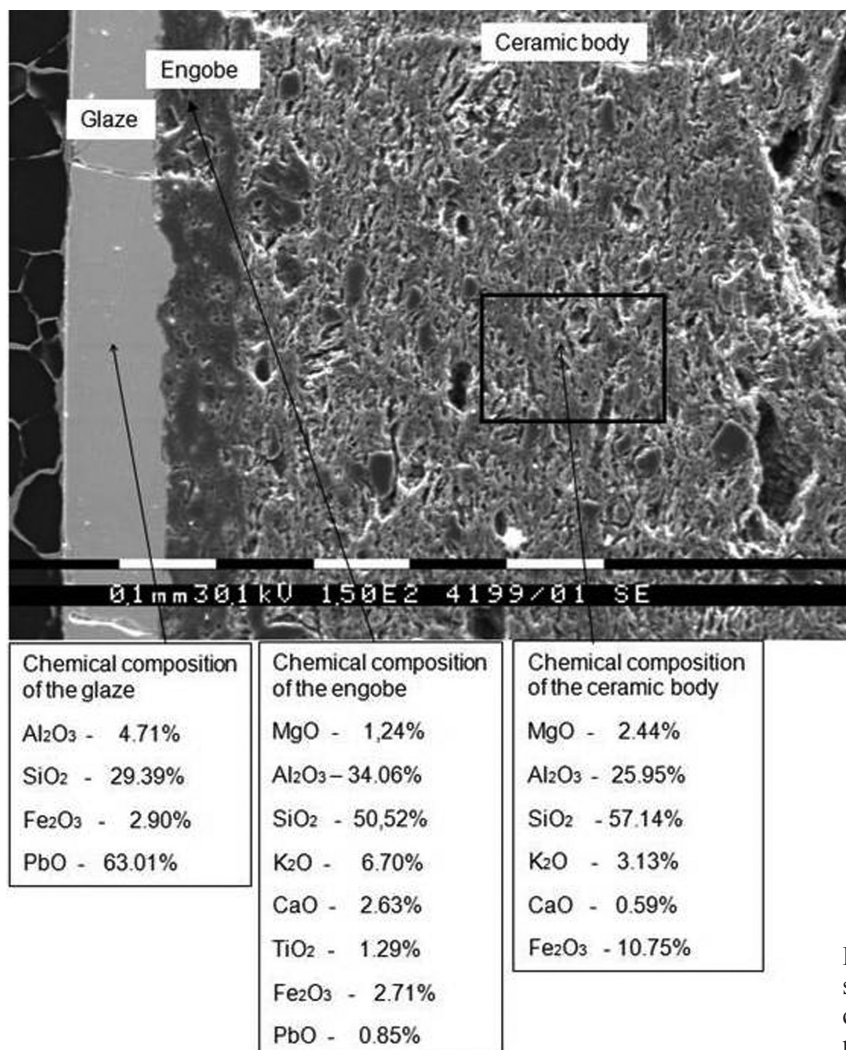 Ceramic body
Engobe
Glaze
0,1mm30,1kV 1,50E2 4199/01 SE
Chemical composition
of the glaze
Al₂O₃ - 4.71%
SiO₂ - 29.39%
Fe₂O₃ - 2.90%
PbO - 63.01%
Chemical composition
of the engobe
MgO - 1,24%
Al₂O₃ – 34.06%
SiO₂ - 50,52%
K₂O - 6.70%
CaO - 2.63%
TiO₂ - 1.29%
Fe₂O₃ - 2.71%
PbO - 0.85%
Chemical composition
of the ceramic body
MgO - 2.44%
Al₂O₃ - 25.95%
SiO₂ - 57.14%
K₂O - 3.13%
CaO - 0.59%
Fe₂O₃ - 10.75%